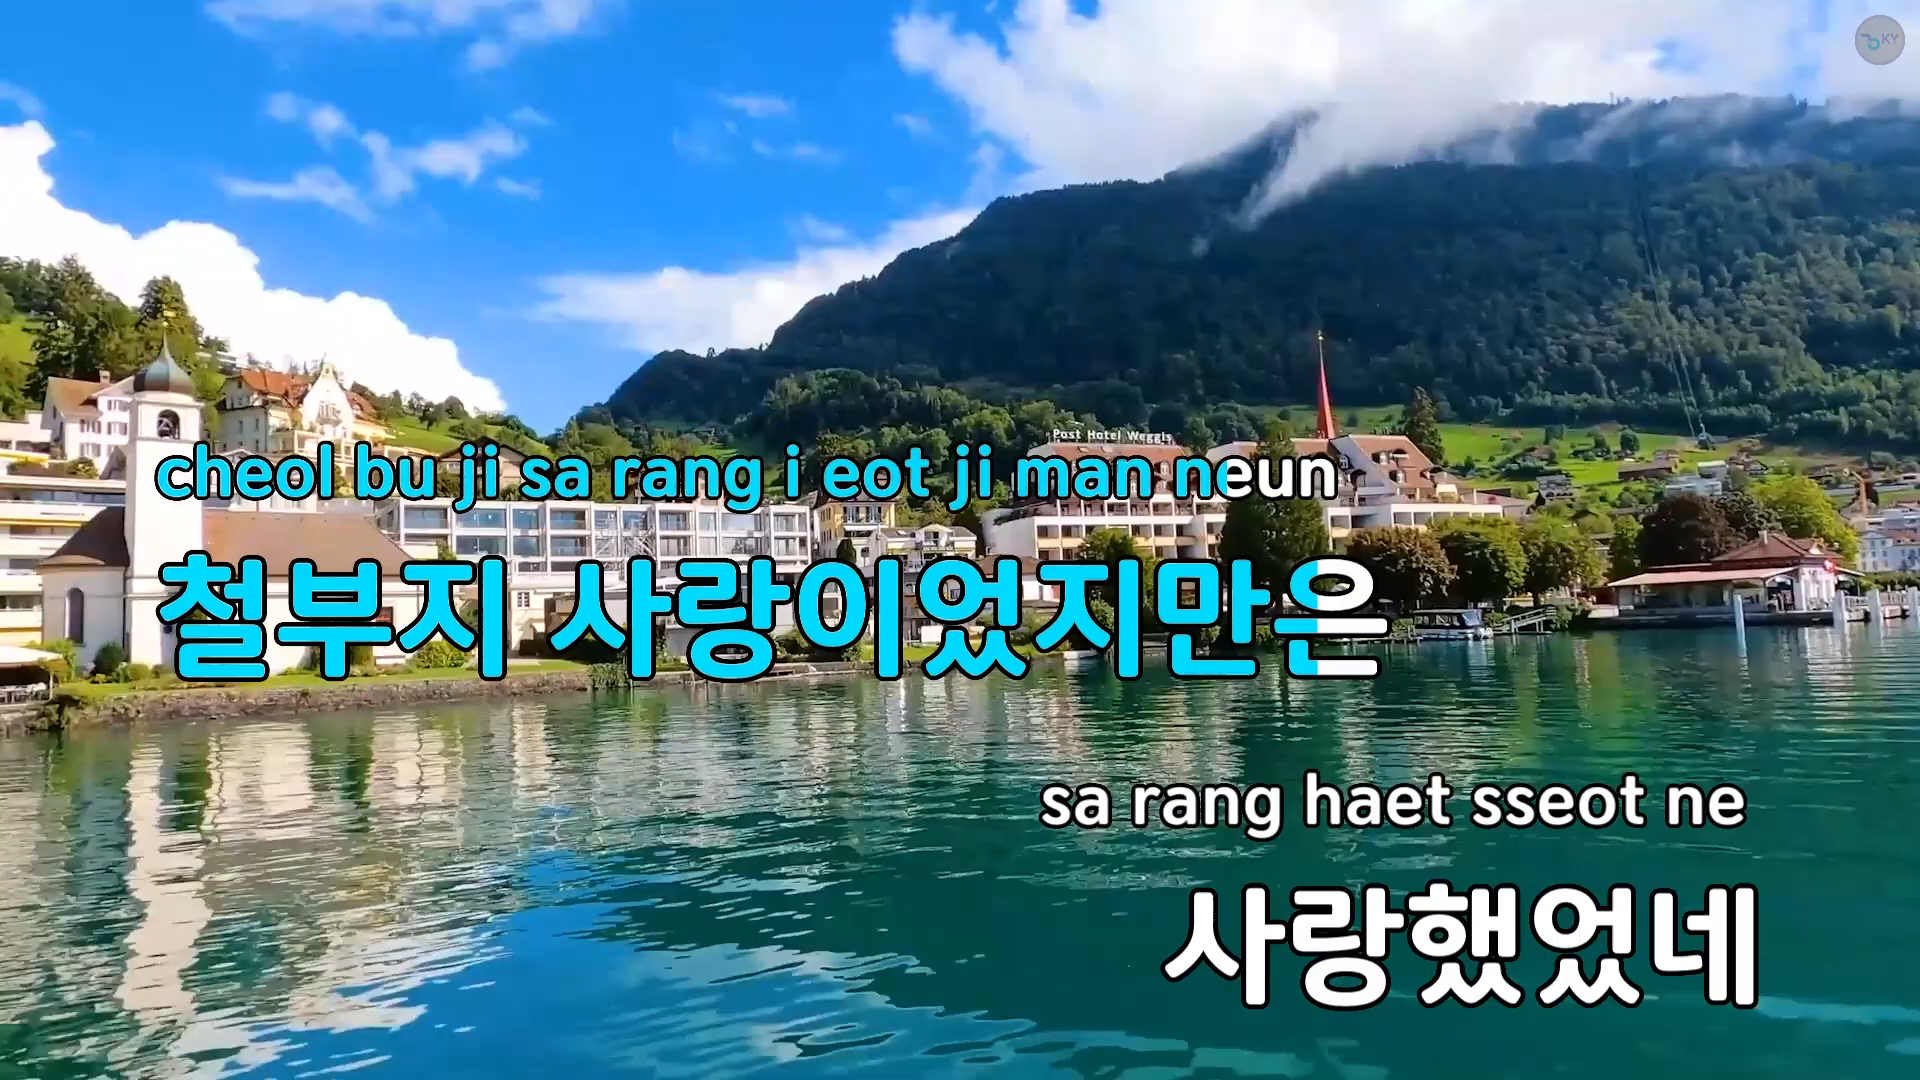 KY
Post Hotel Weggis
cheol bu ji sa rang i eot ji man neun
철부지 사랑이었지만은
sa rang haet sseot ne
사랑했었네